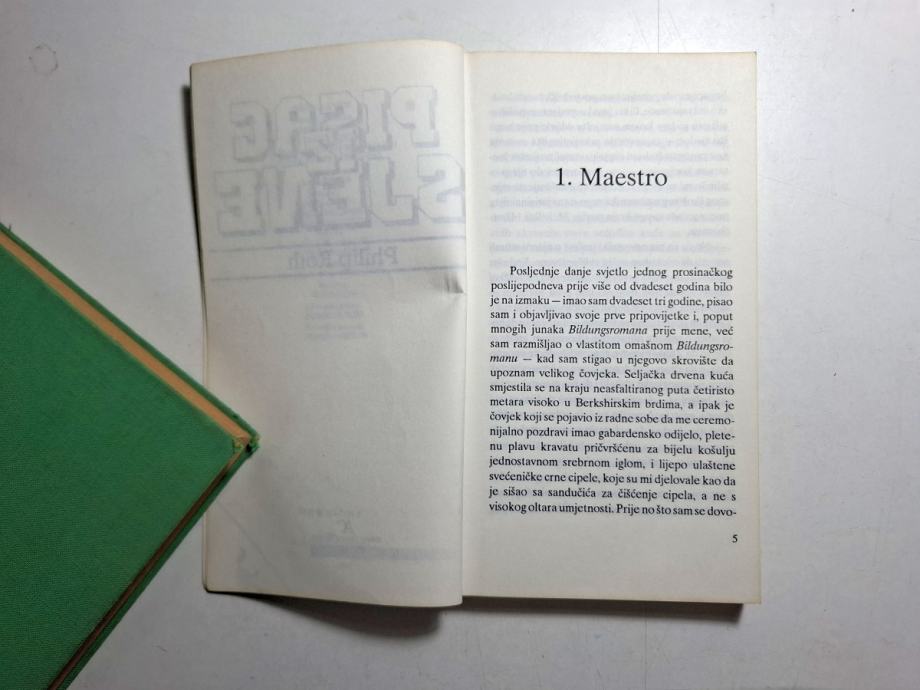 PISAC
IZ
SJENE
Philip Roth
1. Maestro
Posljednje danje svjetlo jednog prosinačkog
poslijepodneva prije više od dvadeset godina bilo
je na izmaku — imao sam dvadeset tri godine, pisao
sam i objavljivao svoje prve pripovijetke i, poput
mnogih junaka Bildungsromana prije mene, već
sam razmišljao o vlastitom omašnom Bildungsro-
manu — kad sam stigao u njegovo skrovište da
upoznam velikog čovjeka. Seljačka drvena kuća
smjestila se na kraju neasfaltiranog puta četiristo
metara visoko u Berkshirskim brdima, a ipak je
čovjek koji se pojavio iz radne sobe da me ceremo-
nijalno pozdravi imao gabardensko odijelo, plete-
nu plavu kravatu pričvršćenu za bijelu košulju
jednostavnom srebrnom iglom, i lijepo ulaštene
svećeničke crne cipele, koje su mi djelovale kao da
je sišao sa sandučića za čišćenje cipela, a ne s
visokog oltara umjetnosti. Prije no što sam se dovo-
5